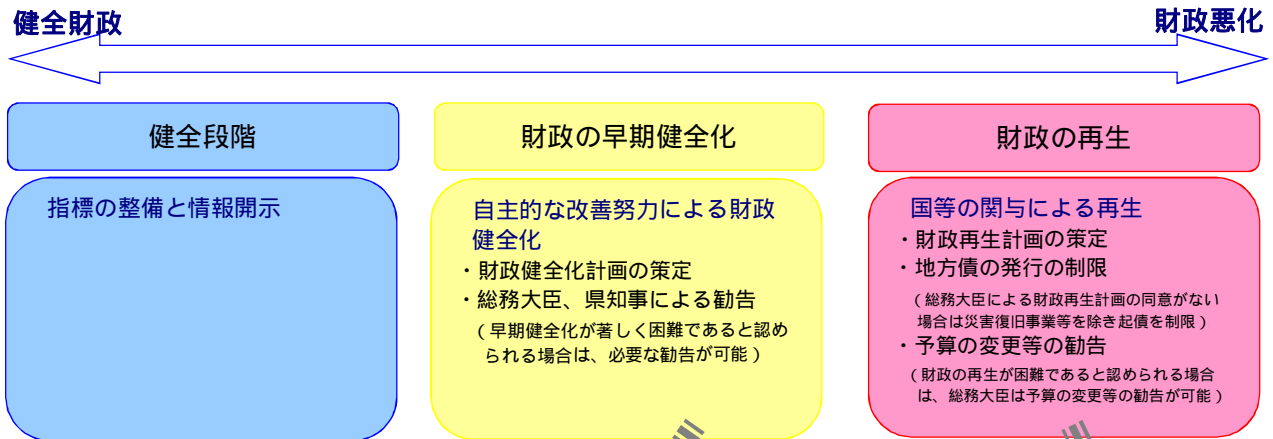 健全財政
財政悪化
健全段階
指標の整備と情報開示
財政の早期健全化
自主的な改善努力による財政
健全化
・財政健全化計画の策定
・総務大臣、県知事による勧告
(早期健全化が著しく困難であると認め
られる場合は、必要な勧告が可能)
財政の再生
国等の関与による再生
・財政再生計画の策定
・地方債の発行の制限
(総務大臣による財政再生計画の同意がない
場合は災害復旧事業等を除き起債を制限)
・予算の変更等の勧告
(財政の再生が困難であると認められる場合
は、総務大臣は予算の変更等の勧告が可能)